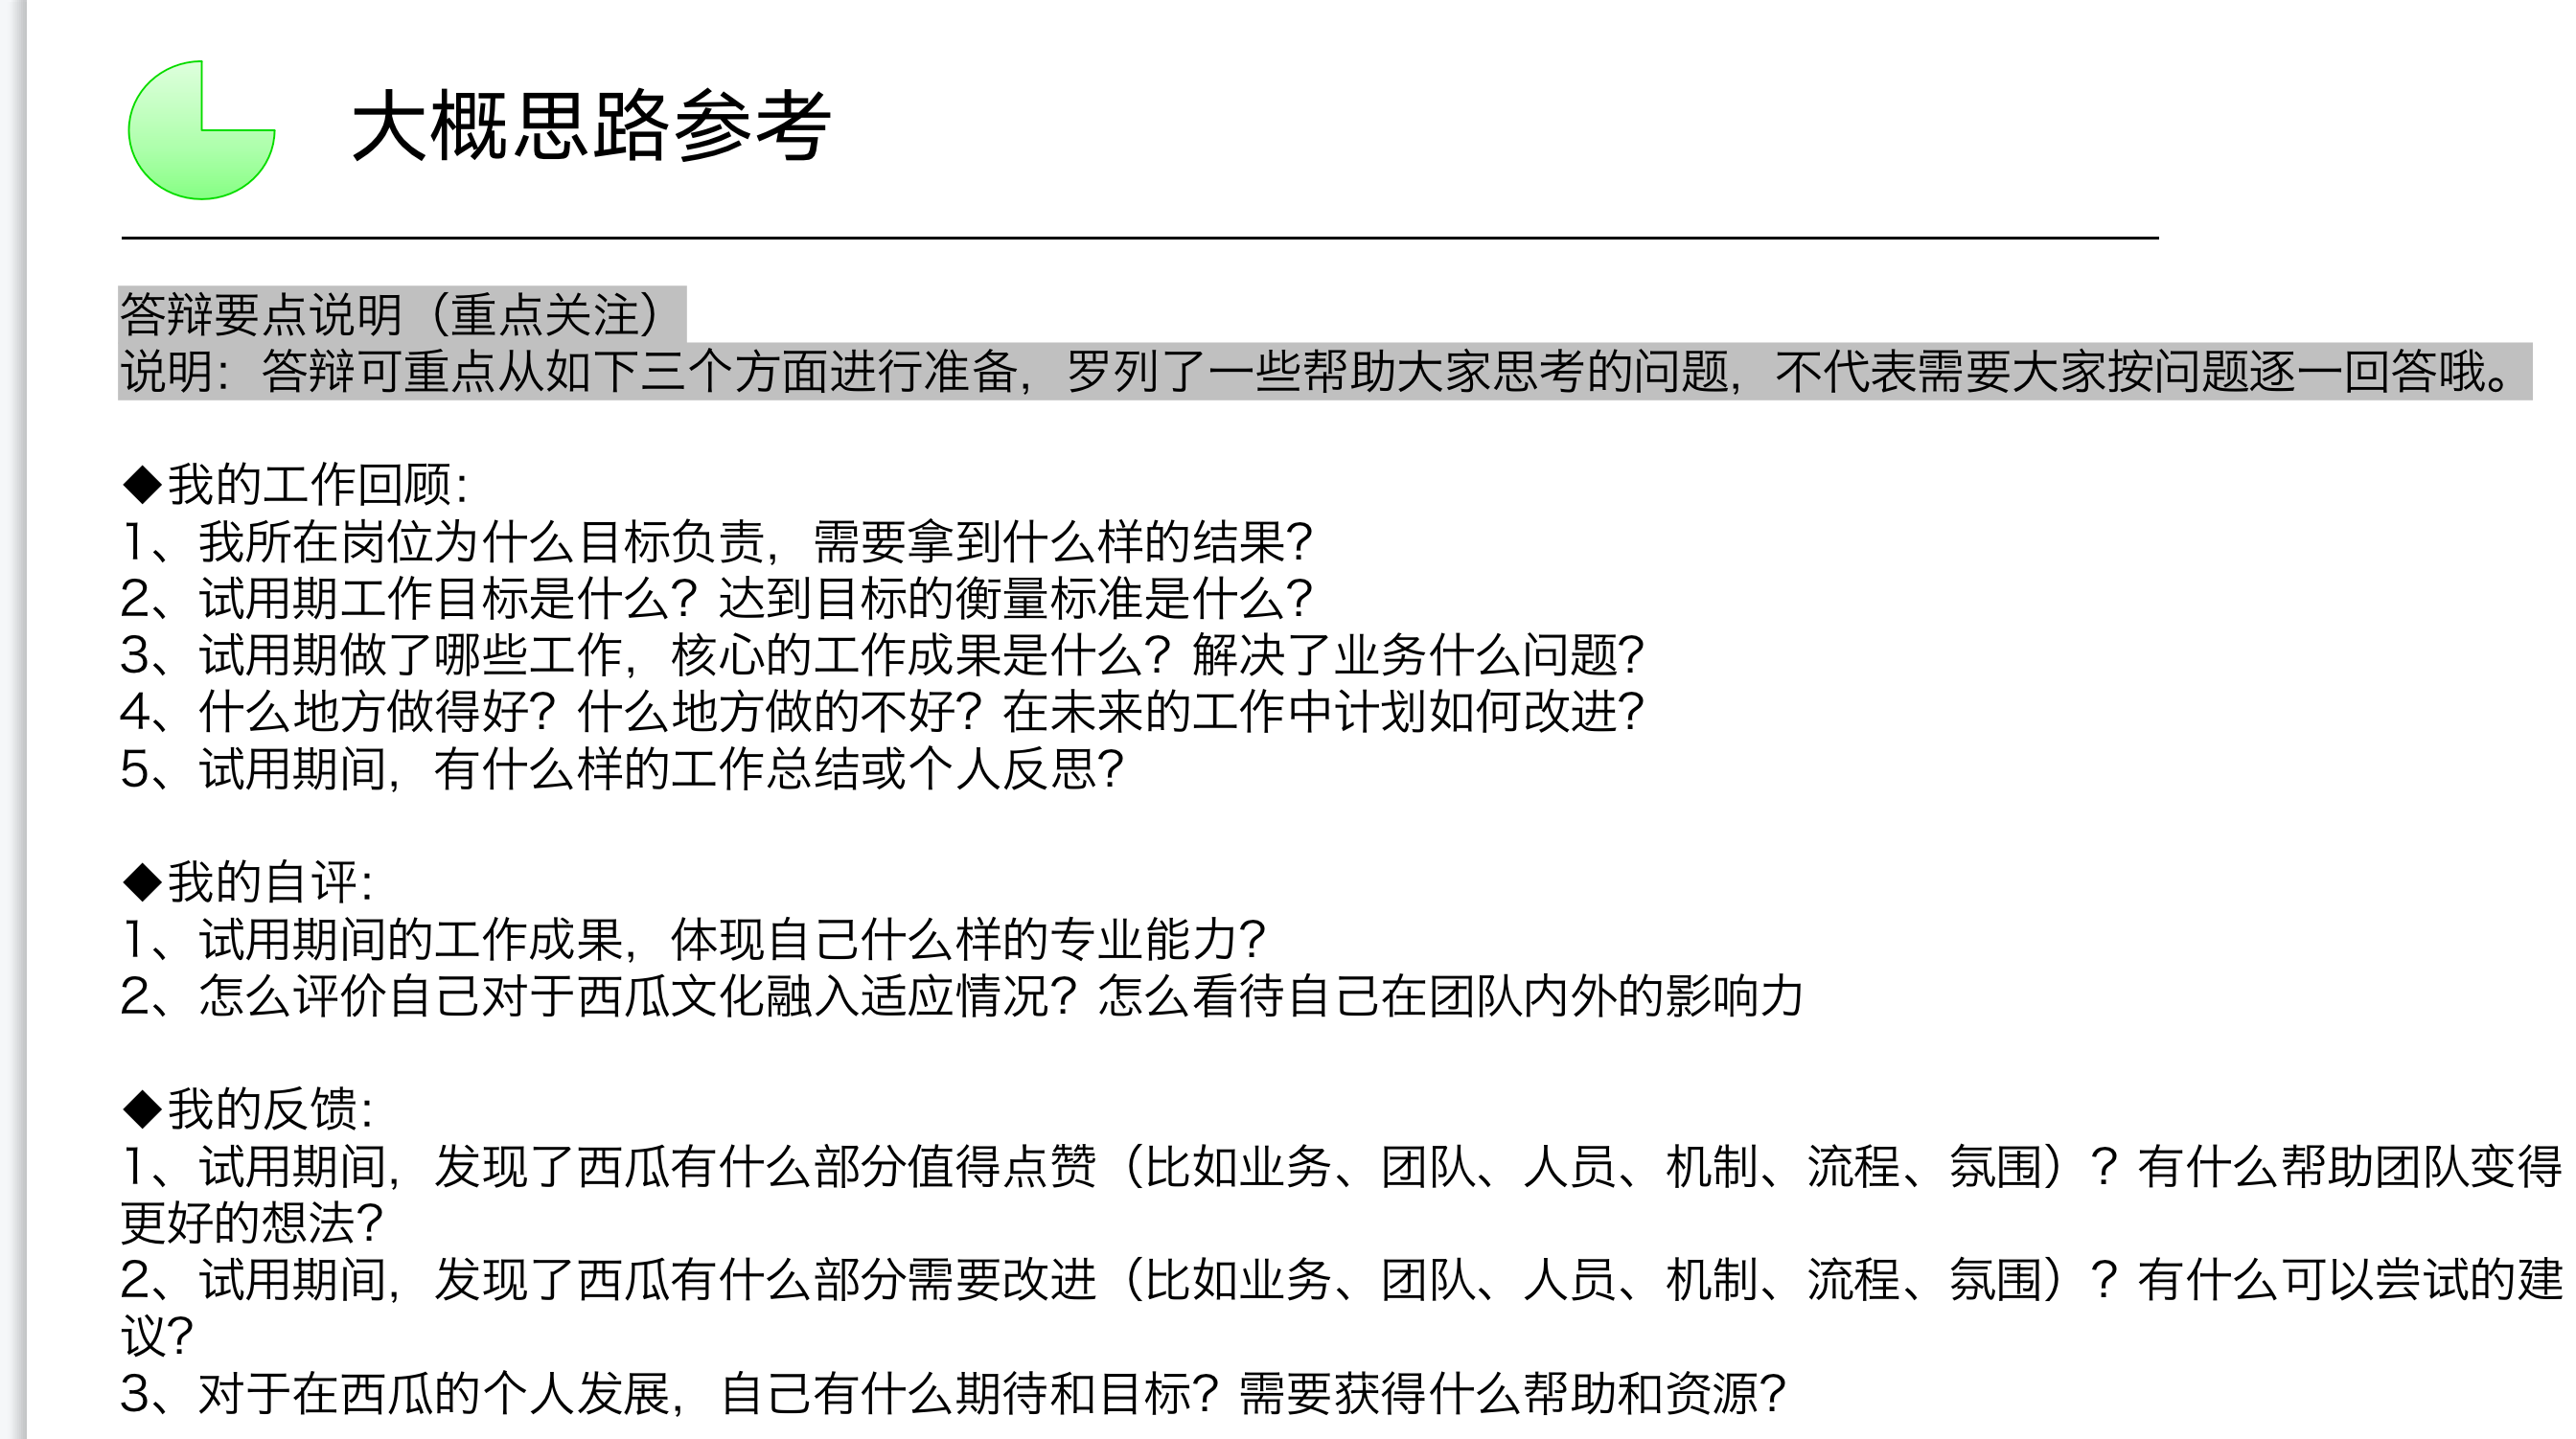 大概思路参考
答辩要点说明（重点关注）
说明：答辩可重点从如下三个方面进行准备，罗列了一些帮助大家思考的问题，不代表需要大家按问题逐一回答哦。
◆我的工作回顾：
1、我所在岗位为什么目标负责，需要拿到什么样的结果？
2、试用期工作目标是什么？达到目标的衡量标准是什么？
3、试用期做了哪些工作，核心的工作成果是什么？解决了业务什么问题？
4、什么地方做得好？什么地方做的不好？在未来的工作中计划如何改进？
5、试用期间，有什么样的工作总结或个人反思？
◆我的自评：
1、试用期间的工作成果，体现自己什么样的专业能力？
2、怎么评价自己对于西瓜文化融入适应情况？怎么看待自己在团队内外的影响力
◆我的反馈：
1、试用期间，发现了西瓜有什么部分值得点赞（比如业务、团队、人员、机制、流程、氛围）？有什么帮助团队变得
更好的想法？
2、试用期间，发现了西瓜有什么部分需要改进（比如业务、团队、人员、机制、流程、氛围）？有什么可以尝试的建
议？
3、对于在西瓜的个人发展，自己有什么期待和目标？需要获得什么帮助和资源？